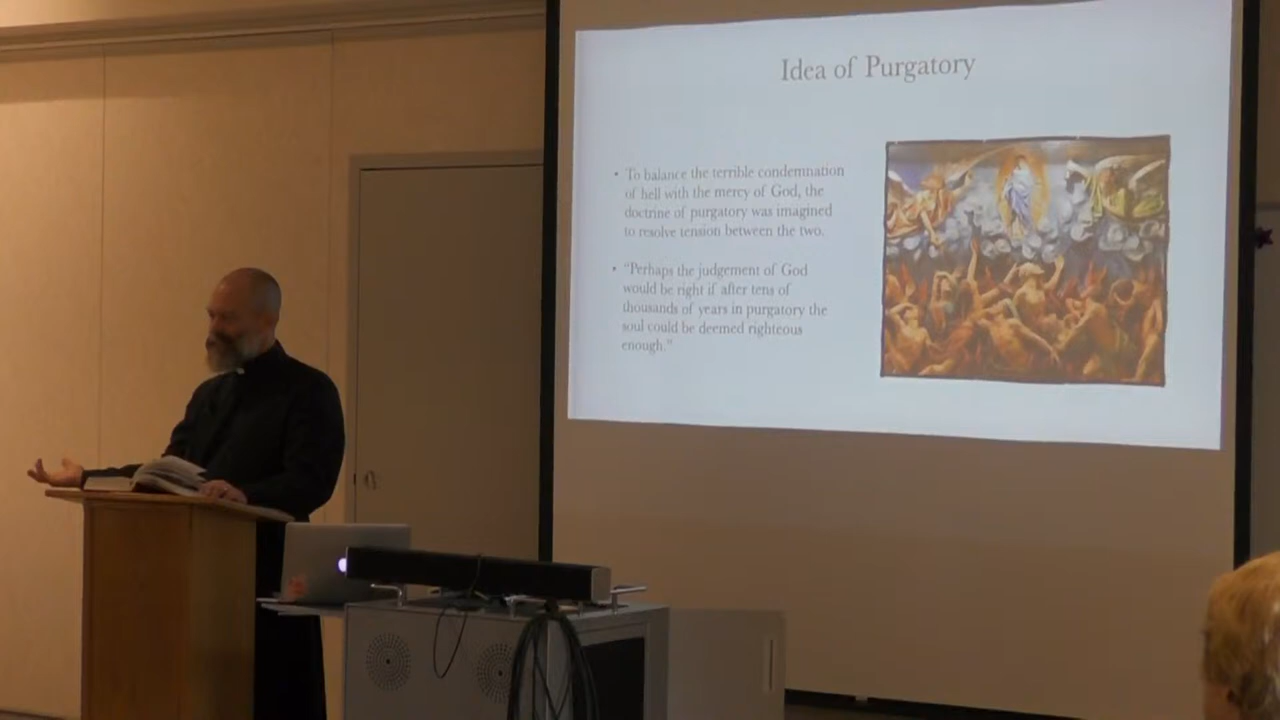 Idea of Purgatory
• To balance the terrible condemnation
of hell with the mercy of God, the
doctrine of purgatory was imagined
to resolve tension between the two.
• "Perhaps the judgement of God
would be right if after tens of
thousands of years in purgatory the
soul could be deemed righteous
enough."